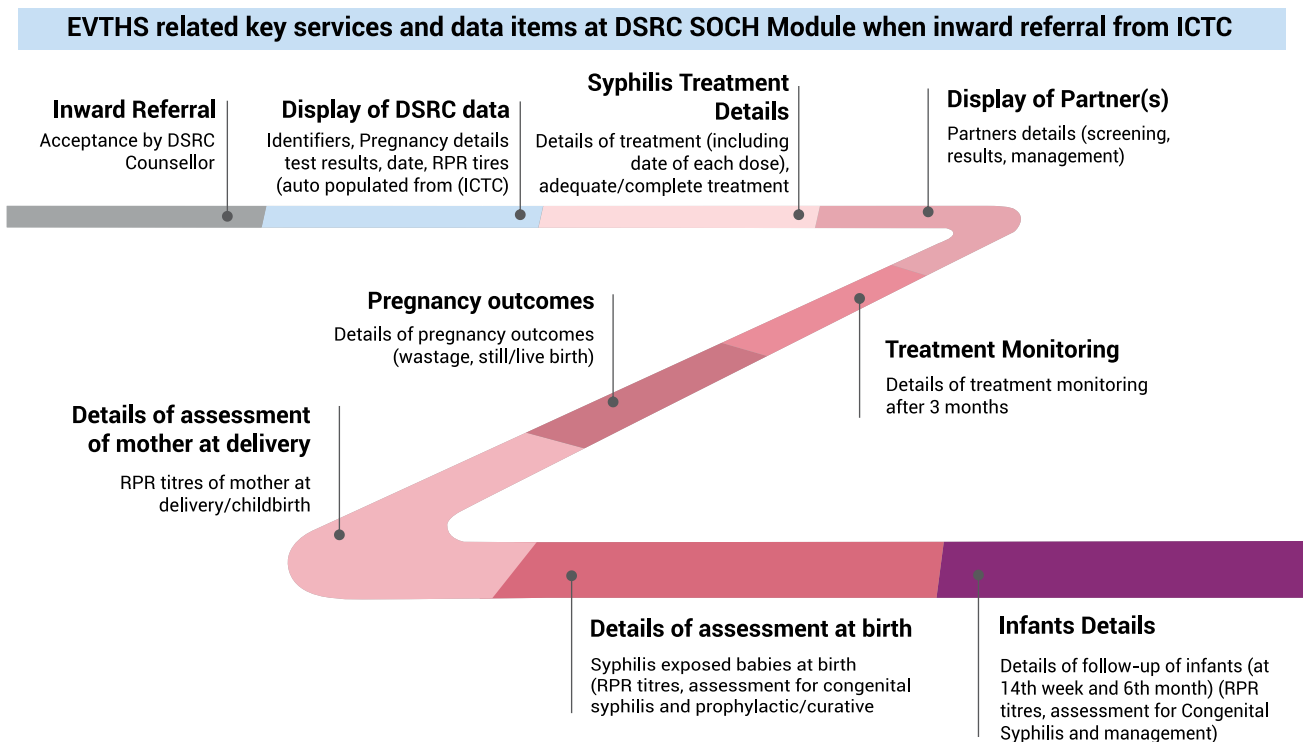 EVTHS related key services and data items at DSRC SOCH Module when inward referral from ICTC
Inward Referral
Acceptance by DSRC
Counsellor
Display of DSRC data
Identifiers, Pregnancy details
test results, date, RPR tires
(auto populated from (ICTC)
Syphilis Treatment
Details
Details of treatment (including
date of each dose),
adequate/complete treatment
Display of Partner(s)
Partners details (screening,
results, management)
Treatment Monitoring
Details of treatment monitoring
after 3 months
Pregnancy outcomes
Details of pregnancy outcomes
(wastage, still/live birth)
Details of assessment
of mother at delivery
RPR titres of mother at
delivery/childbirth
Details of assessment at birth
Syphilis exposed babies at birth
(RPR titres, assessment for congenital
syphilis and prophylactic/curative
Infants Details
Details of follow-up of infants (at
14th week and 6th month) (RPR
titres, assessment for Congenital
Syphilis and management)